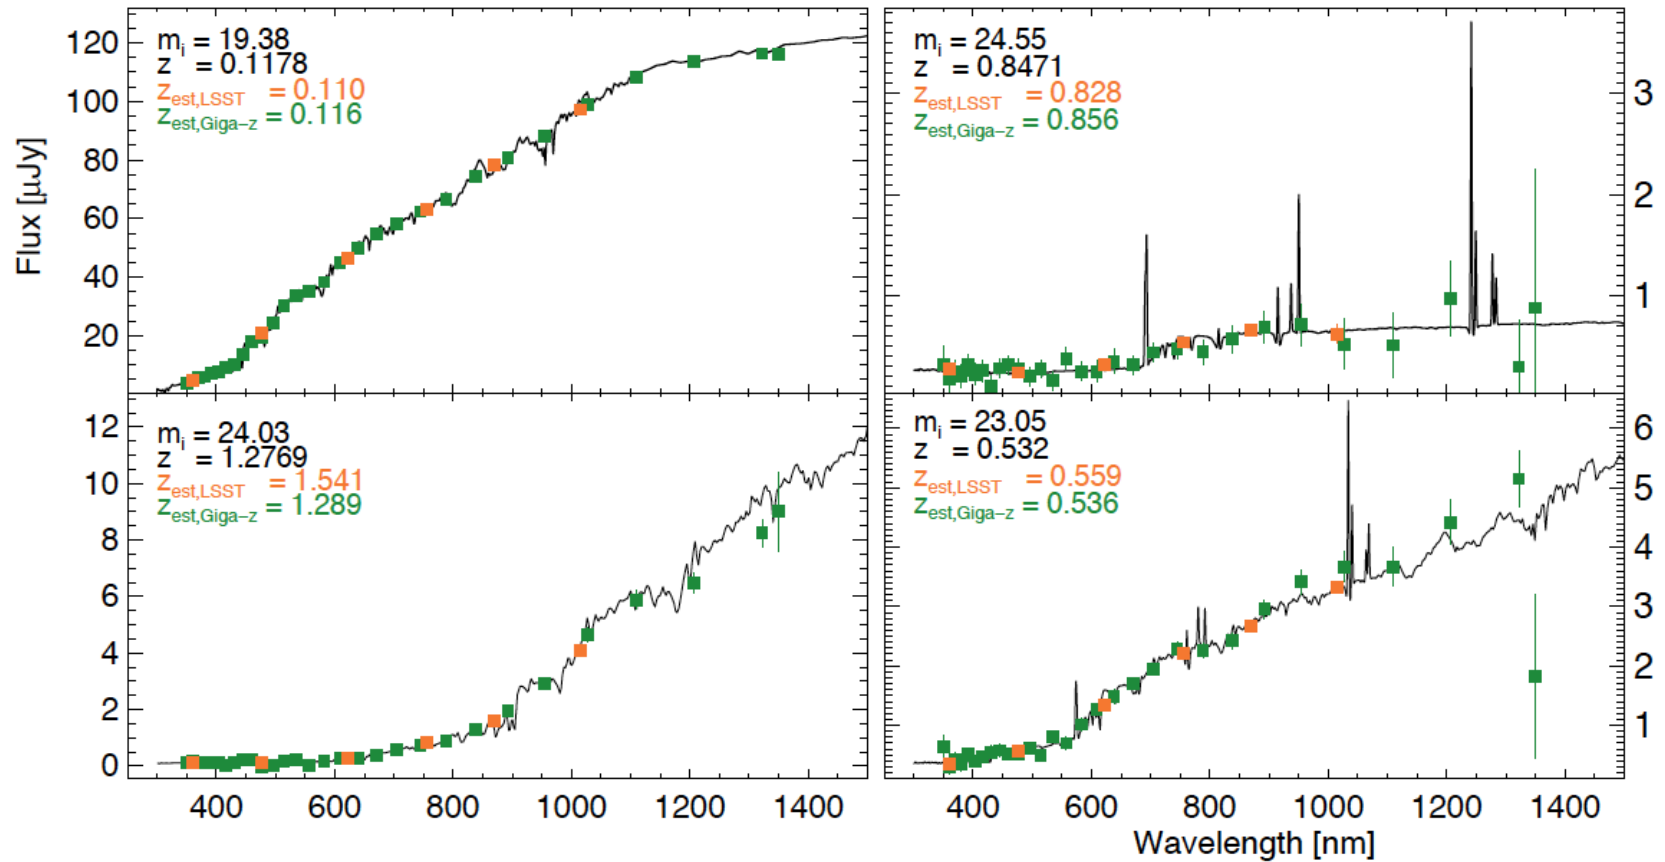 Flux [μJy]
120
100
80
60
40
20
m_i = 19.38
z = 0.1178
z_est,LSST = 0.110
z_est,Giga−z = 0.116
m_i = 24.55
z = 0.8471
z_est,LSST = 0.828
z_est,Giga−z = 0.856
3
2
1
12
10
8
6
4
2
0
m_i = 24.03
z = 1.2769
z_est,LSST = 1.541
z_est,Giga−z = 1.289
400 600 800 1000 1200 1400
m_i = 23.05
z = 0.532
z_est,LSST = 0.559
z_est,Giga−z = 0.536
6
5
4
3
2
1
400 600 800 1000 1200 1400
Wavelength [nm]